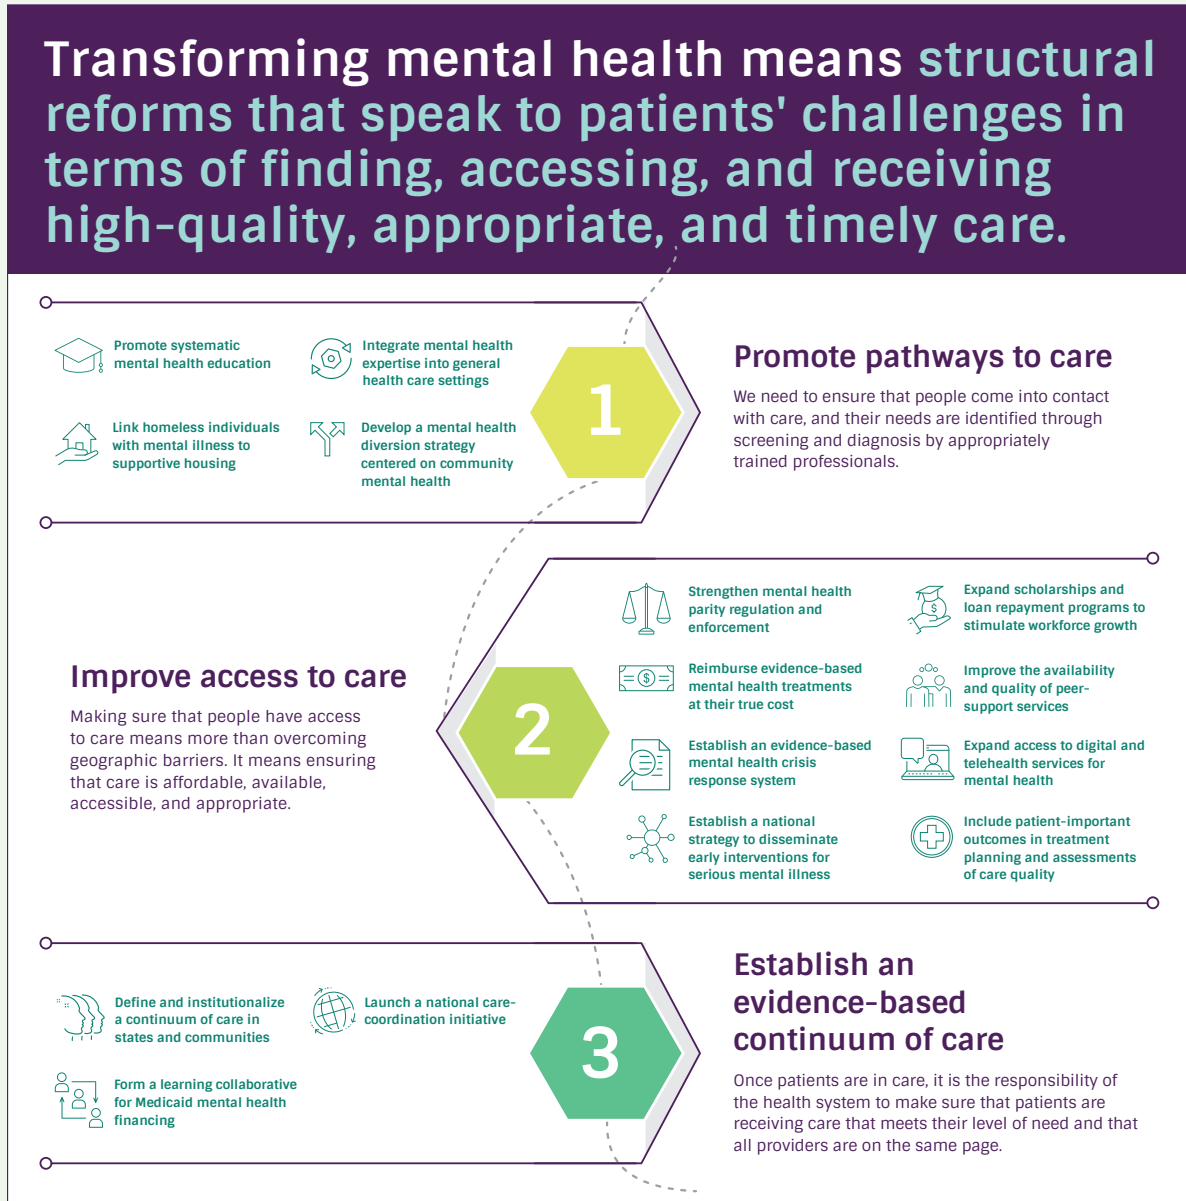 Transforming mental health means structural
reforms that speak to patients' challenges in
terms of finding, accessing, and receiving
high-quality, appropriate, and timely care.
Promote systematic
mental health education
Integrate mental health
expertise into general
health care settings
Link homeless individuals
with mental illness to
supportive housing
Develop a mental health
diversion strategy
centered on community
mental health
1
Promote pathways to care
We need to ensure that people come into contact
with care, and their needs are identified through
screening and diagnosis by appropriately
trained professionals.
Improve access to care
Making sure that people have access
to care means more than overcoming
geographic barriers. It means ensuring
that care is affordable, available,
accessible, and appropriate.
2
Strengthen mental health
parity regulation and
enforcement
Expand scholarships and
loan repayment programs to
stimulate workforce growth
Reimburse evidence-based
mental health treatments
at their true cost
Improve the availability
and quality of peer-
support services
Establish an evidence-based
mental health crisis
response system
Expand access to digital and
telehealth services for
mental health
Establish a national
strategy to disseminate
early interventions for
serious mental illness
Include patient-important
outcomes in treatment
planning and assessments
of care quality
Define and institutionalize
a continuum of care in
states and communities
Launch a national care-
coordination initiative
Form a learning collaborative
for Medicaid mental health
financing
3
Establish an
evidence-based
continuum of care
Once patients are in care, it is the responsibility of
the health system to make sure that patients are
receiving care that meets their level of need and that
all providers are on the same page.